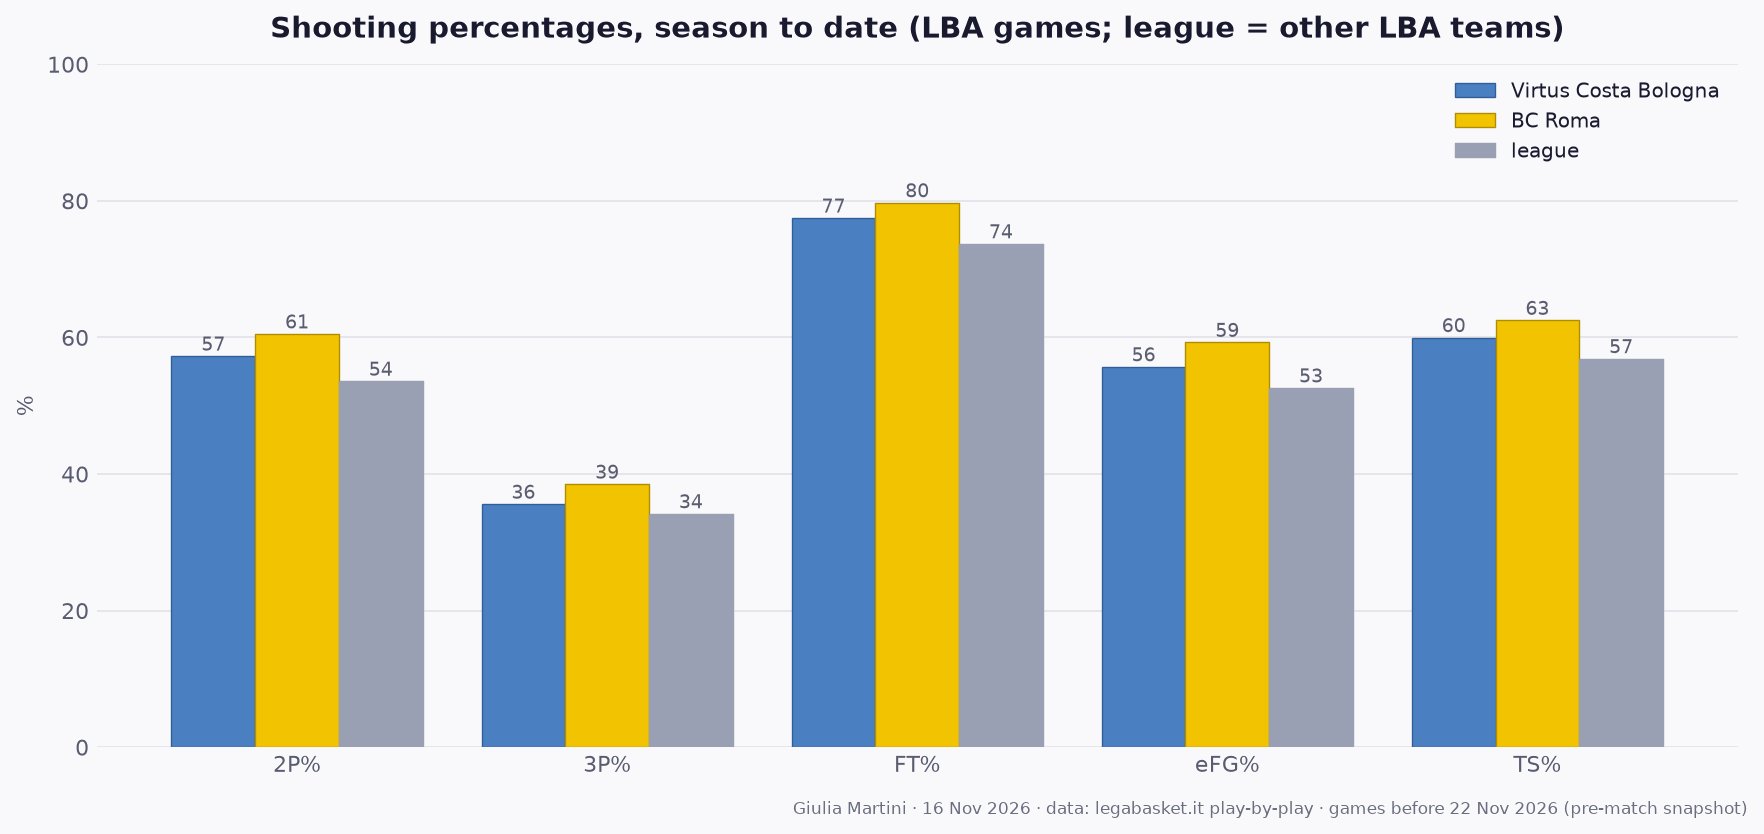 Shooting percentages, season to date (LBA games; league = other LBA teams)
Virtus Costa Bologna
BC Roma
league
%
100
80
60
40
20
0
57
61
54
36
39
34
77
80
74
56
59
53
60
63
57
2P%
3P%
FT%
eFG%
TS%
Giulia Martini · 16 Nov 2026 · data: legabasket.it play-by-play · games before 22 Nov 2026 (pre-match snapshot)